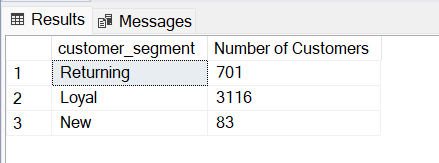 Results Messages
customer_segment Number of Customers
1 Returning 701
2 Loyal 3116
3 New 83